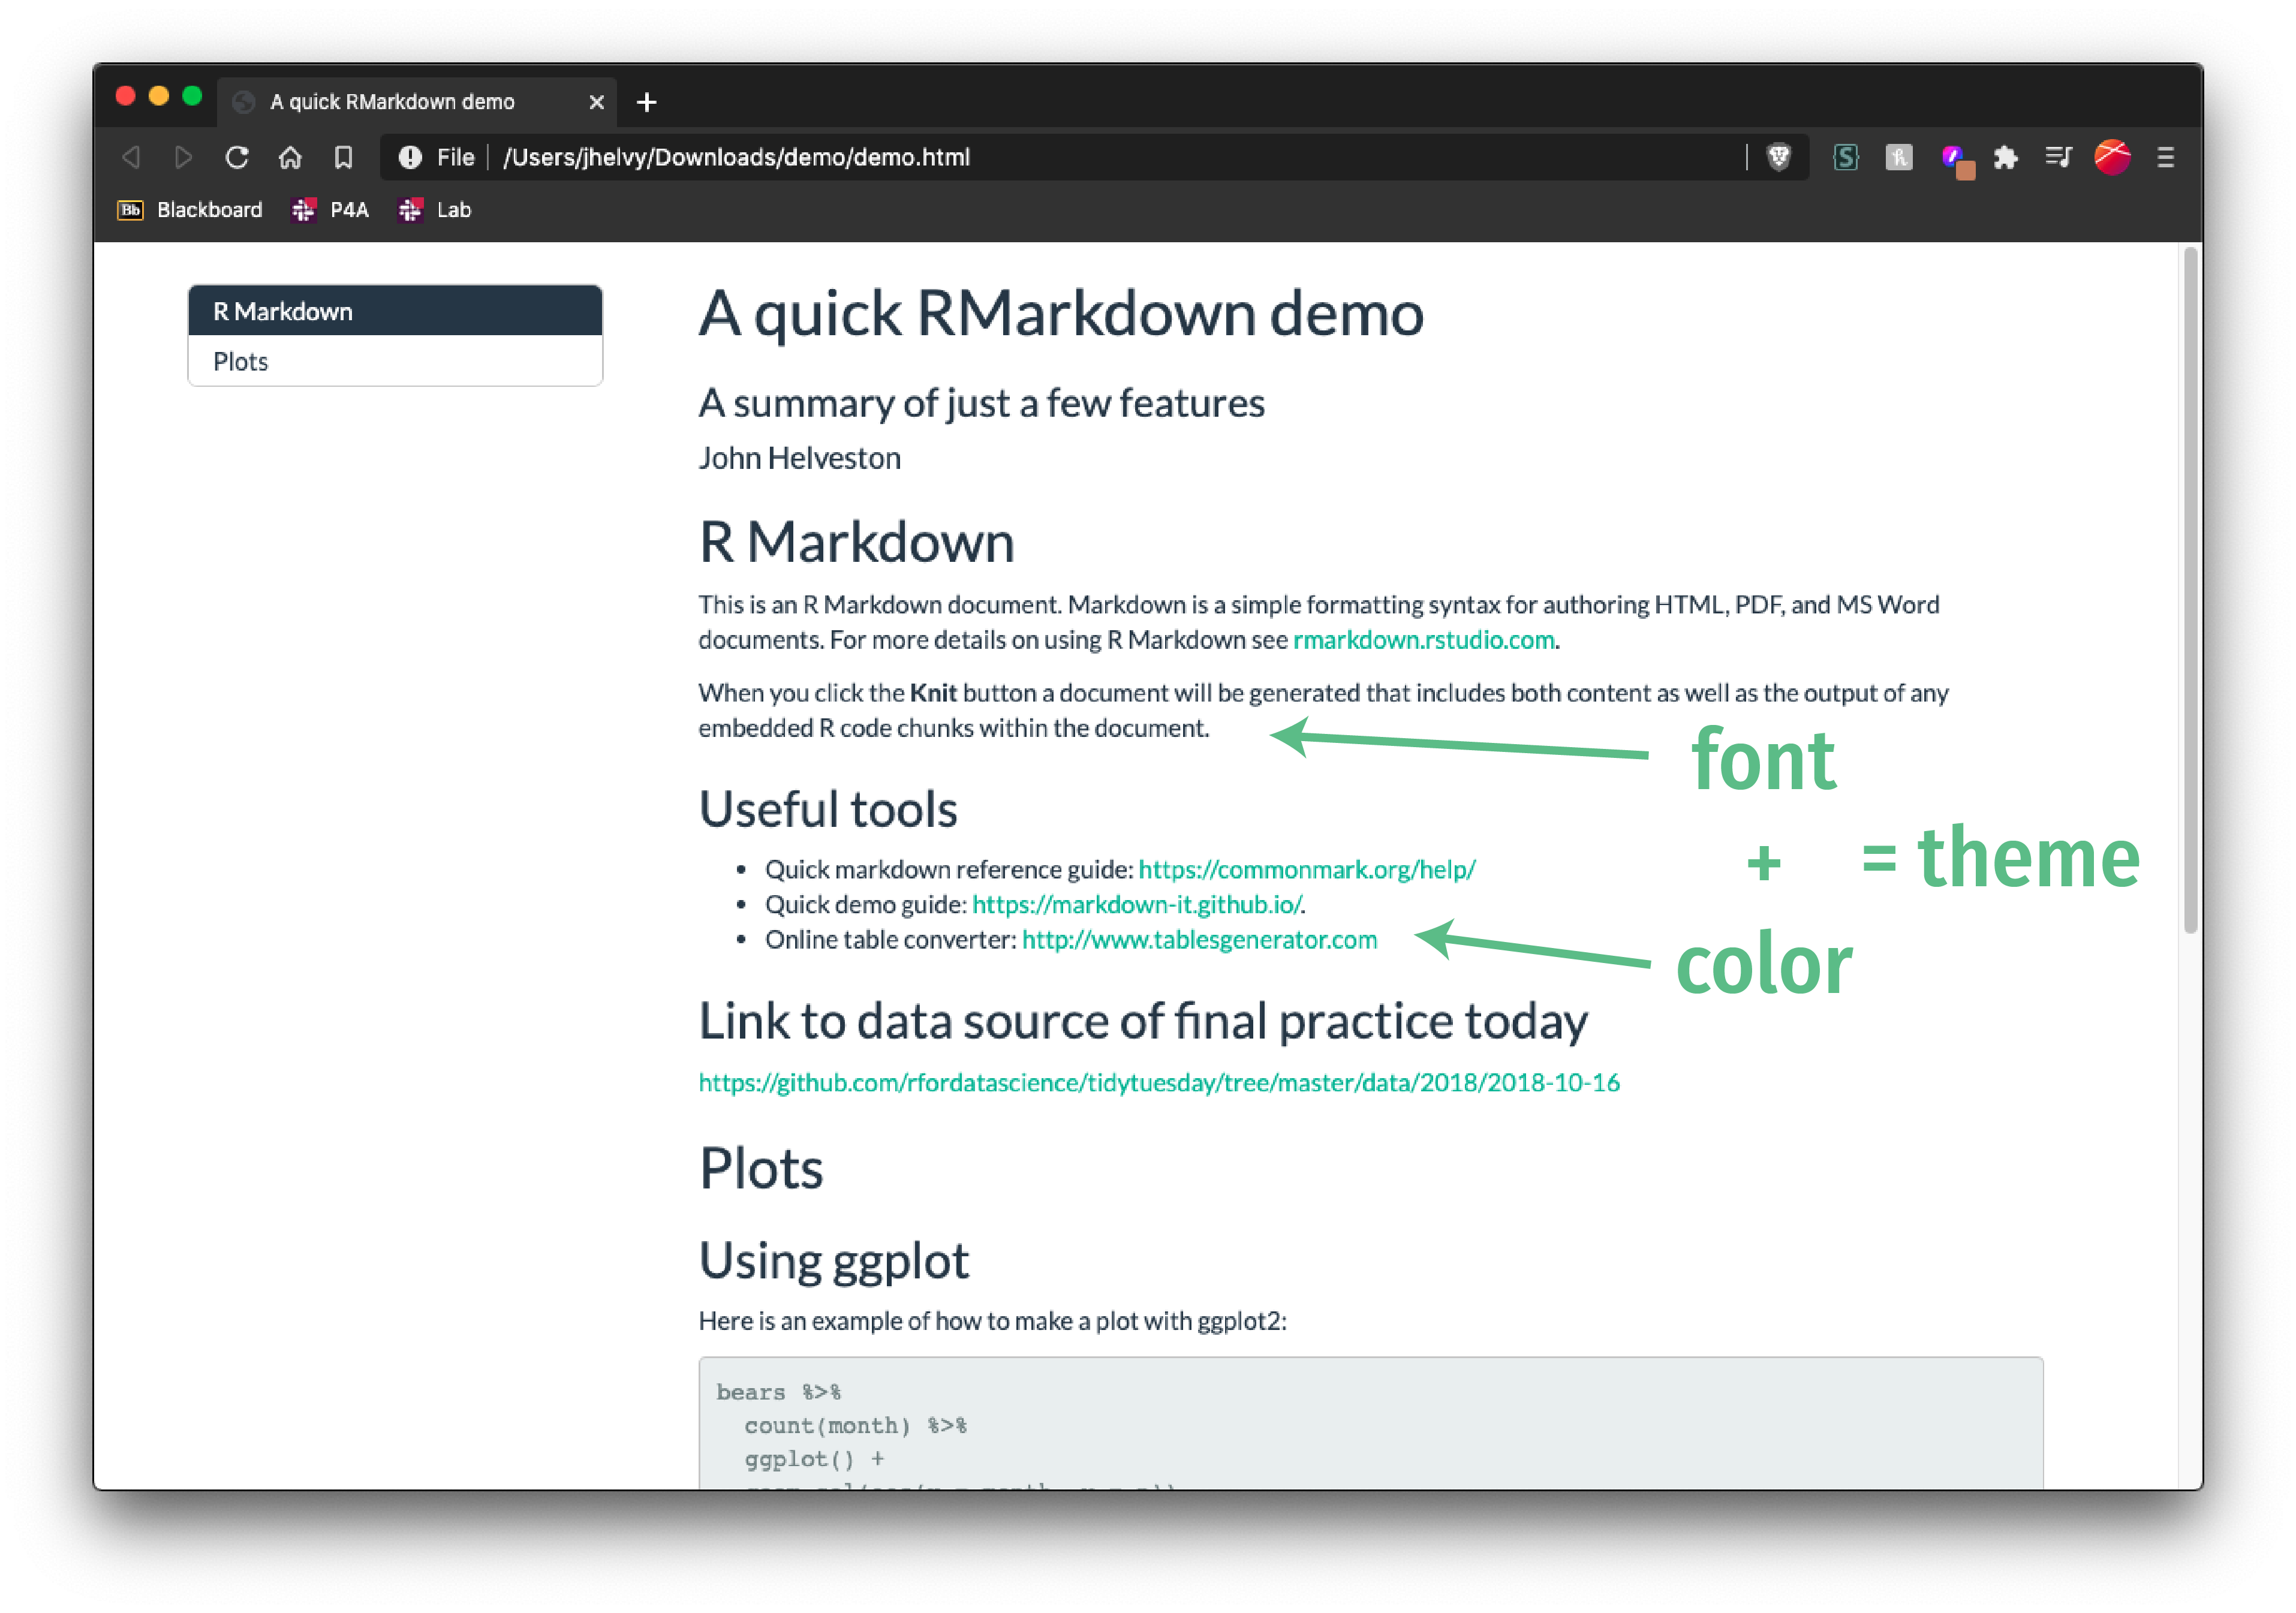 A quick RMarkdown demo
File /Users/jhelvy/Downloads/demo/demo.html
Bb Blackboard P4A Lab
R Markdown
Plots
A quick RMarkdown demo
A summary of just a few features
John Helveston
R Markdown
This is an R Markdown document. Markdown is a simple formatting syntax for authoring HTML, PDF, and MS Word
documents. For more details on using R Markdown see rmarkdown.rstudio.com.
When you click the Knit button a document will be generated that includes both content as well as the output of any
embedded R code chunks within the document.
font
+ = theme
color
Useful tools
• Quick markdown reference guide: https://commonmark.org/help/
• Quick demo guide: https://markdown-it.github.io/.
• Online table converter: http://www.tablesgenerator.com
Link to data source of final practice today
https://github.com/rfordatascience/tidytuesday/tree/master/data/2018/2018-10-16
Plots
Using ggplot
Here is an example of how to make a plot with ggplot2:
bears %>%
count(month) %>%
ggplot() +